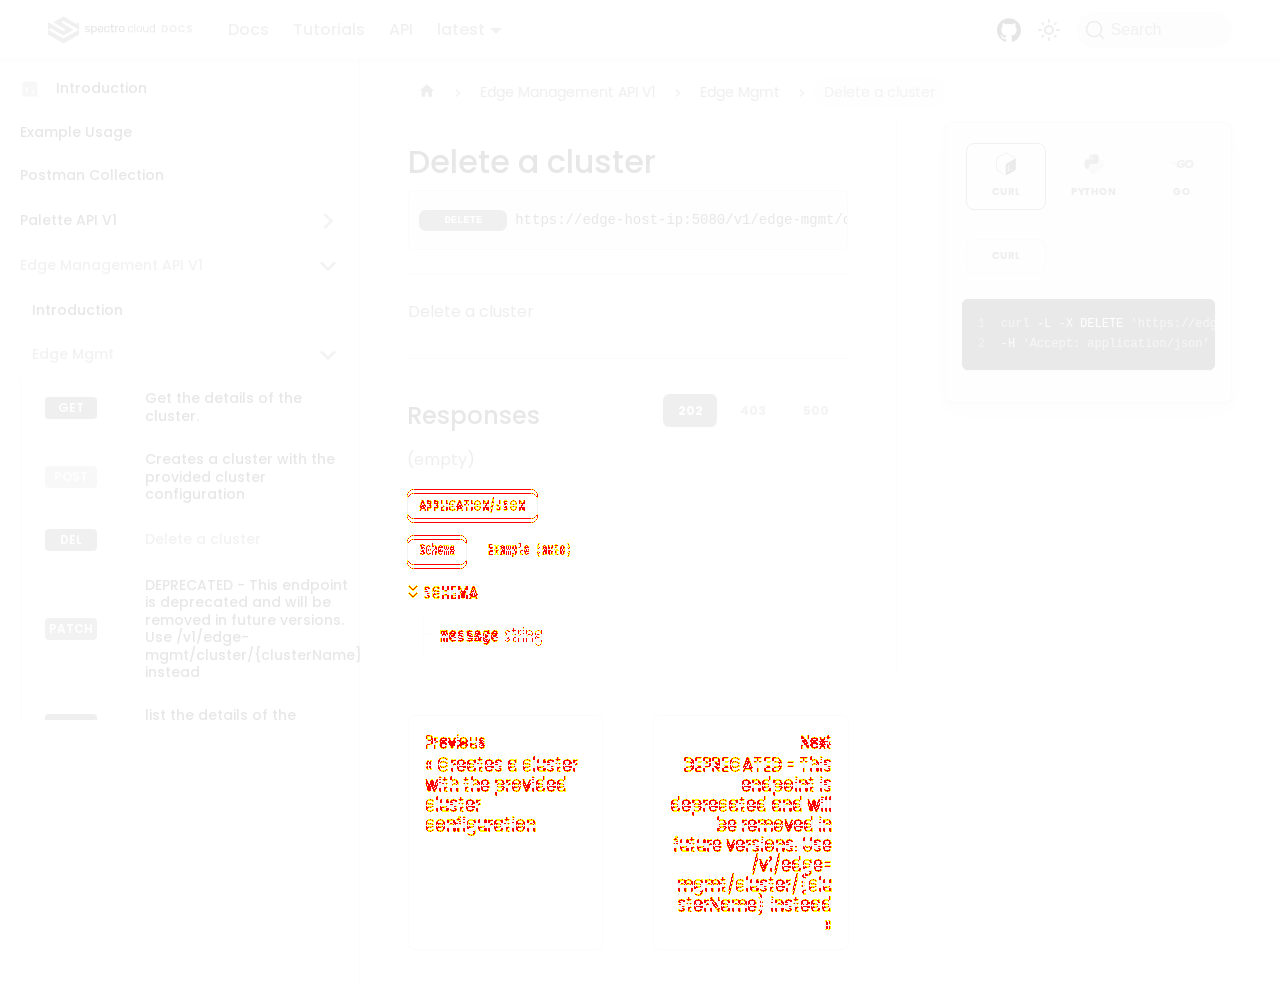 spectro cloud DOCS
Docs
Tutorials
API
latest
Search
Introduction
Example Usage
Postman Collection
Palette API V1
Edge Management API V1
Introduction
Edge Mgmt
GET
Get the details of the
cluster.
POST
Creates a cluster with the
provided cluster
configuration
DEL
Delete a cluster
PATCH
DEPRECATED - This endpoint
is deprecated and will be
removed in future versions.
Use /v1/edge-
mgmt/cluster/{clusterName}
instead
list the details of the
Edge Management API V1
Edge Mgmt
Delete a cluster
Delete a cluster
DELETE
https://edge-host-ip:5080/v1/edge-mgmt/c
Delete a cluster
Responses
202
403
500
(empty)
APPLICATION/JSON
Schema
Example (auto)
SCHEMA
message string
Previous
« Creates a cluster
with the provided
cluster
configuration
Next
DEPRECATED - This
endpoint is
deprecated and will
be removed in
future versions. Use
/v1/edge-
mgmt/cluster/{clu
sterName} instead
»
CURL
PYTHON
GO
CURL
1 curl -L -X DELETE 'https://edg
2 -H 'Accept: application/json'